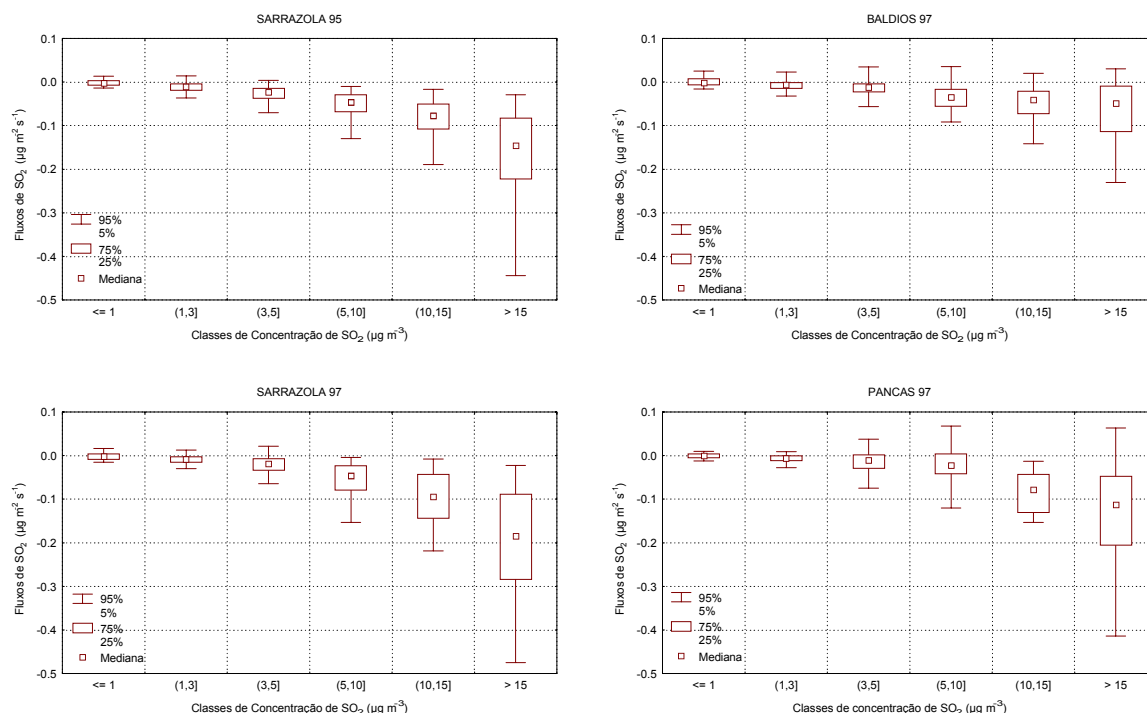 SARRAZOLA 95
0.1
0.0
-0.1
-0.2
-0.3
-0.4
-0.5
Fluxos de SO2 (µg m-2 s-1)
95%
5%
75%
25%
Mediana
<= 1 (1,3] (3,5] (5,10] (10,15] > 15
Classes de Concentração de SO2 (µg m-3)
BALDIOS 97
0.1
0.0
-0.1
-0.2
-0.3
-0.4
-0.5
Fluxos de SO2 (µg m-2 s-1)
95%
5%
75%
25%
Mediana
<= 1 (1,3] (3,5] (5,10] (10,15] > 15
Classes de Concentração de SO2 (µg m-3)
SARRAZOLA 97
0.1
0.0
-0.1
-0.2
-0.3
-0.4
-0.5
Fluxos de SO2 (µg m-2 s-1)
95%
5%
75%
25%
Mediana
<= 1 (1,3] (3,5] (5,10] (10,15] > 15
Classes de Concentração de SO2 (µg m-3)
PANCAS 97
0.1
0.0
-0.1
-0.2
-0.3
-0.4
-0.5
Fluxos de SO2 (µg m-2 s-1)
95%
5%
75%
25%
Mediana
<= 1 (1,3] (3,5] (5,10] (10,15] > 15
Classes de concentração de SO2 (µg m-3)